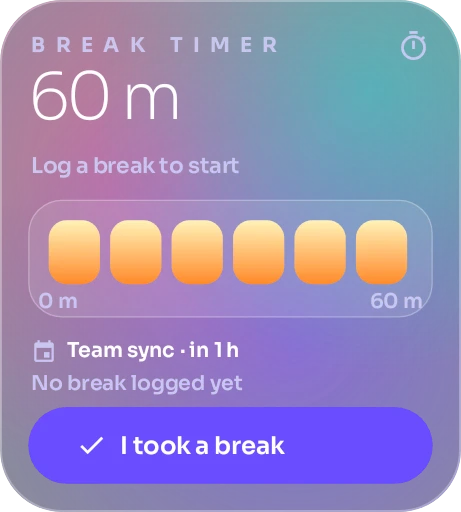 BREAK TIMER
60 m
Log a break to start
0 m 60 m
Team sync · in 1 h
No break logged yet
I took a break